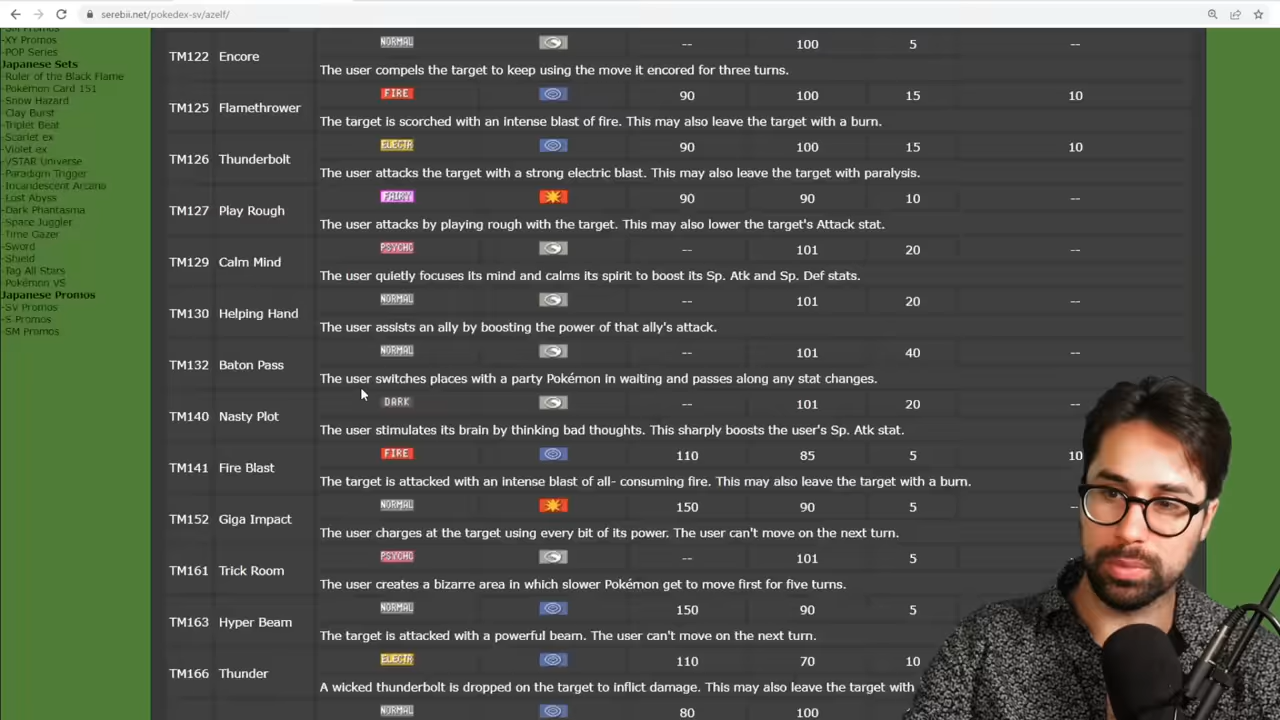 serebii.net/pokedex-sv/azelf/
-SM Promos
-XY Promos
-POP Series
Japanese Sets
-Ruler of the Black Flame
-Pokémon Card 151
-Snow Hazard
-Clay Burst
-Triplet Beat
-Scarlet ex
-Violet ex
-VSTAR Universe
-Paradigm Trigger
-Incandescent Arcana
-Lost Abyss
-Dark Phantasma
-Space Juggler
-Time Gazer
-Sword
-Shield
-Tag All Stars
-Pokémon VS
Japanese Promos
-SV Promos
-S Promos
-SM Promos
TM122 Encore NORMAL -- 100 5 --
The user compels the target to keep using the move it encored for three turns.
TM125 Flamethrower FIRE 90 100 15 10
The target is scorched with an intense blast of fire. This may also leave the target with a burn.
TM126 Thunderbolt ELECTR 90 100 15 10
The user attacks the target with a strong electric blast. This may also leave the target with paralysis.
TM127 Play Rough FAIRY 90 90 10 --
The user attacks by playing rough with the target. This may also lower the target's Attack stat.
TM129 Calm Mind PSYCHC -- 101 20 --
The user quietly focuses its mind and calms its spirit to boost its Sp. Atk and Sp. Def stats.
TM130 Helping Hand NORMAL -- 101 20 --
The user assists an ally by boosting the power of that ally's attack.
TM132 Baton Pass NORMAL -- 101 40 --
The user switches places with a party Pokémon in waiting and passes along any stat changes.
TM140 Nasty Plot DARK -- 101 20 --
The user stimulates its brain by thinking bad thoughts. This sharply boosts the user's Sp. Atk stat.
TM141 Fire Blast FIRE 110 85 5 10
The target is attacked with an intense blast of all- consuming fire. This may also leave the target with a burn.
TM152 Giga Impact NORMAL 150 90 5 --
The user charges at the target using every bit of its power. The user can't move on the next turn.
TM161 Trick Room PSYCHC -- 101 5
The user creates a bizarre area in which slower Pokémon get to move first for five turns.
TM163 Hyper Beam NORMAL 150 90 5
The target is attacked with a powerful beam. The user can't move on the next turn.
TM166 Thunder ELECTR 110 70 10
A wicked thunderbolt is dropped on the target to inflict damage. This may also leave the target with
NORMAL 80 100